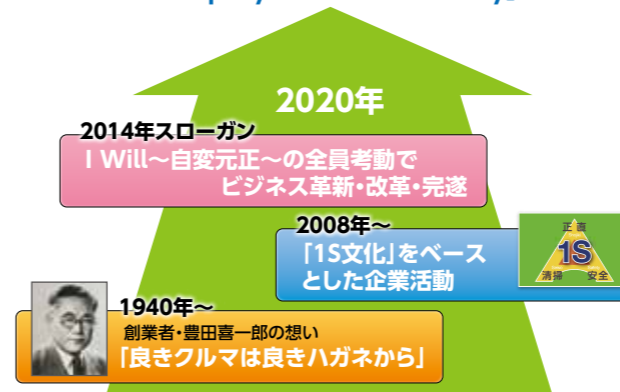 2020年
2014年スローガン
I Will～自変元正～の全員考動で
ビジネス革新・改革・完遂
2008年～
「1S文化」をベース
とした企業活動
正直
1S
清掃 安全
1940年～
創業者・豊田喜一郎の想い
「良きクルマは良きハガネから」